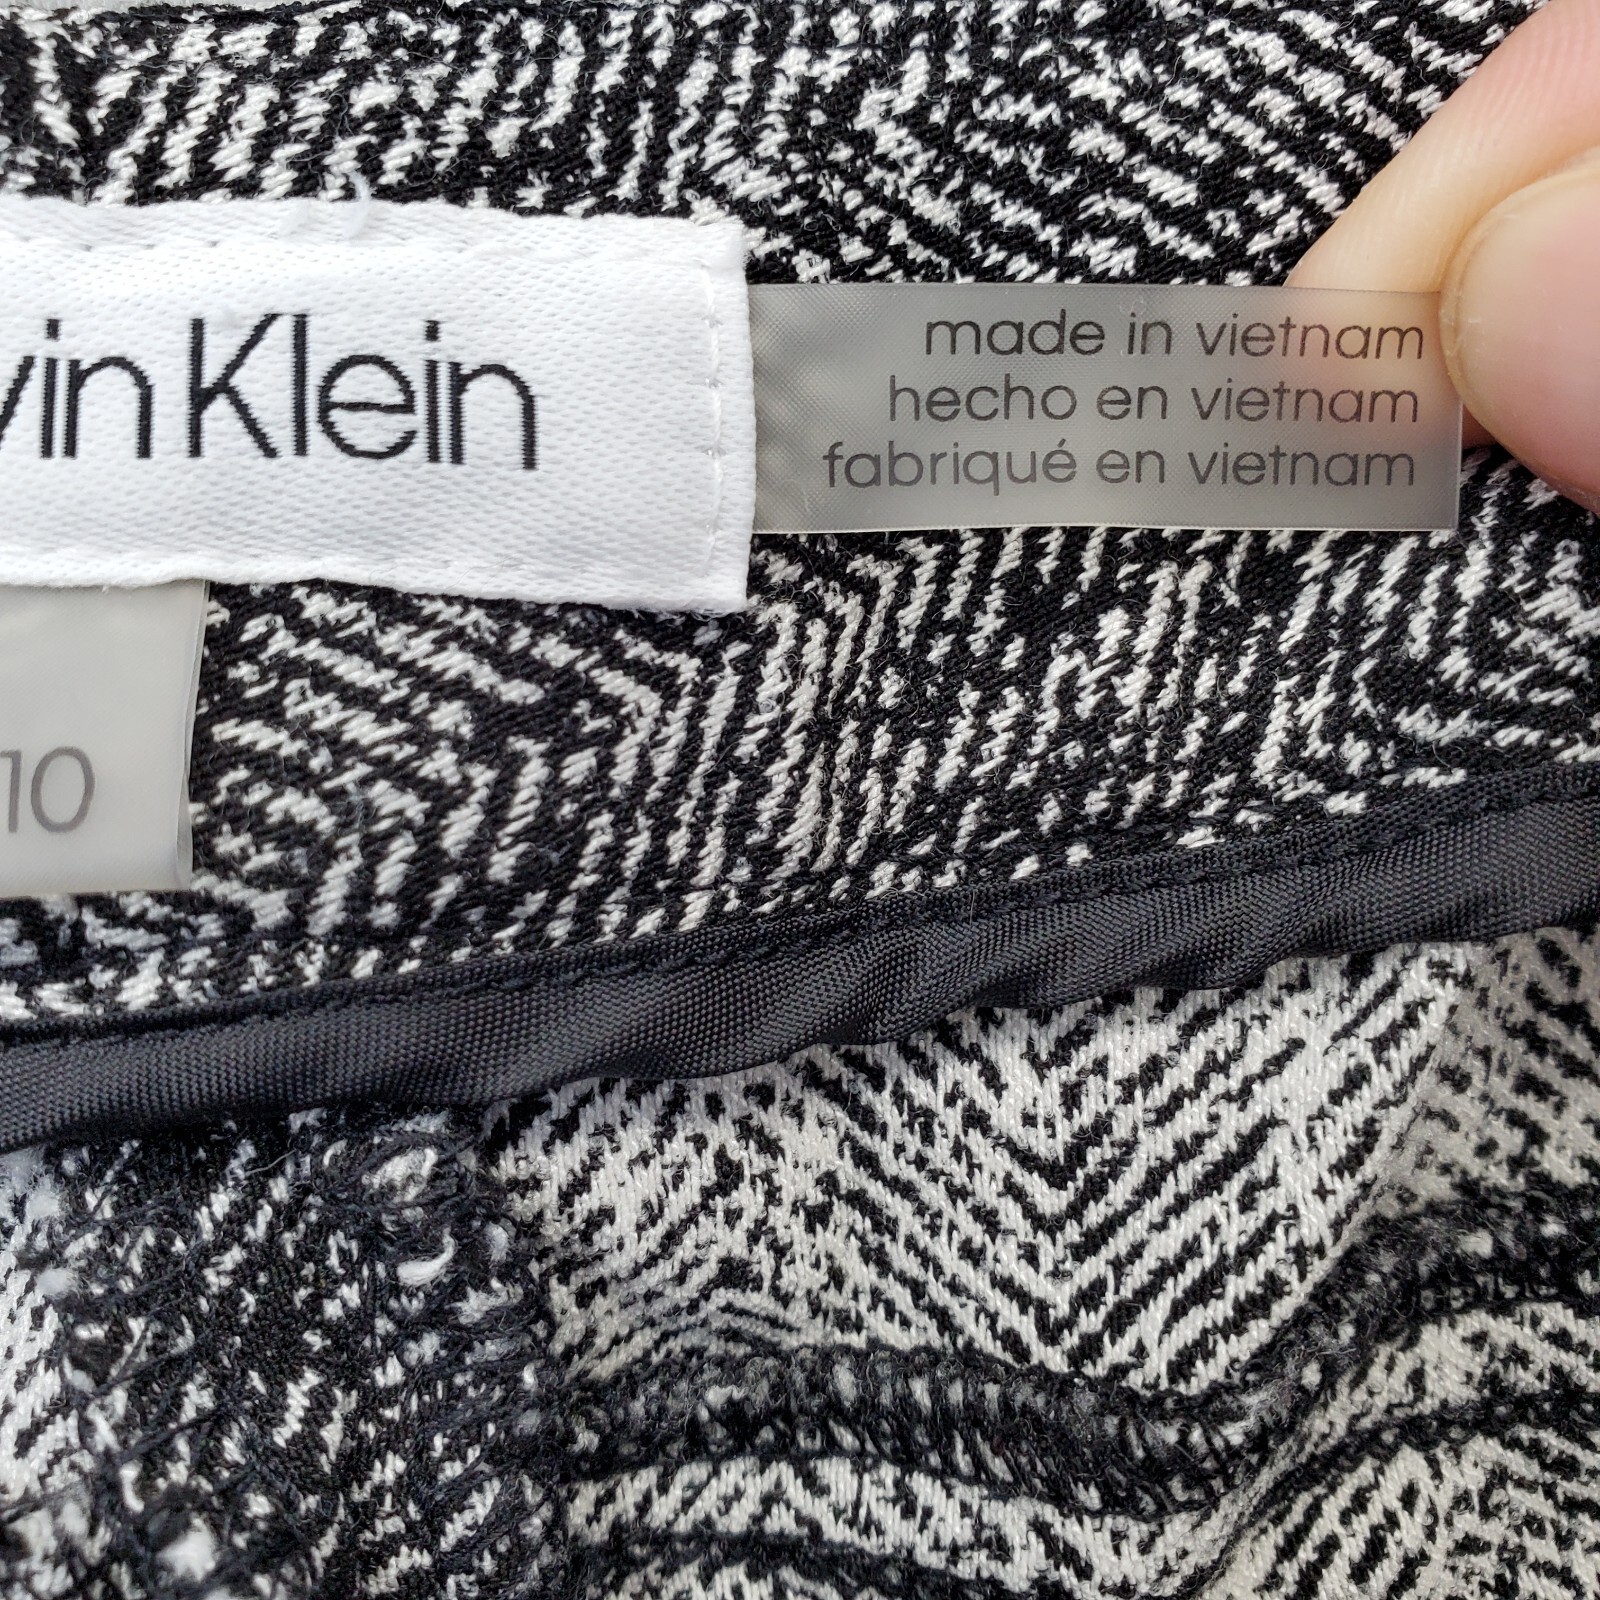 vin Klein
made in vietnam
hecho en vietnam
fabriqué en vietnam
10